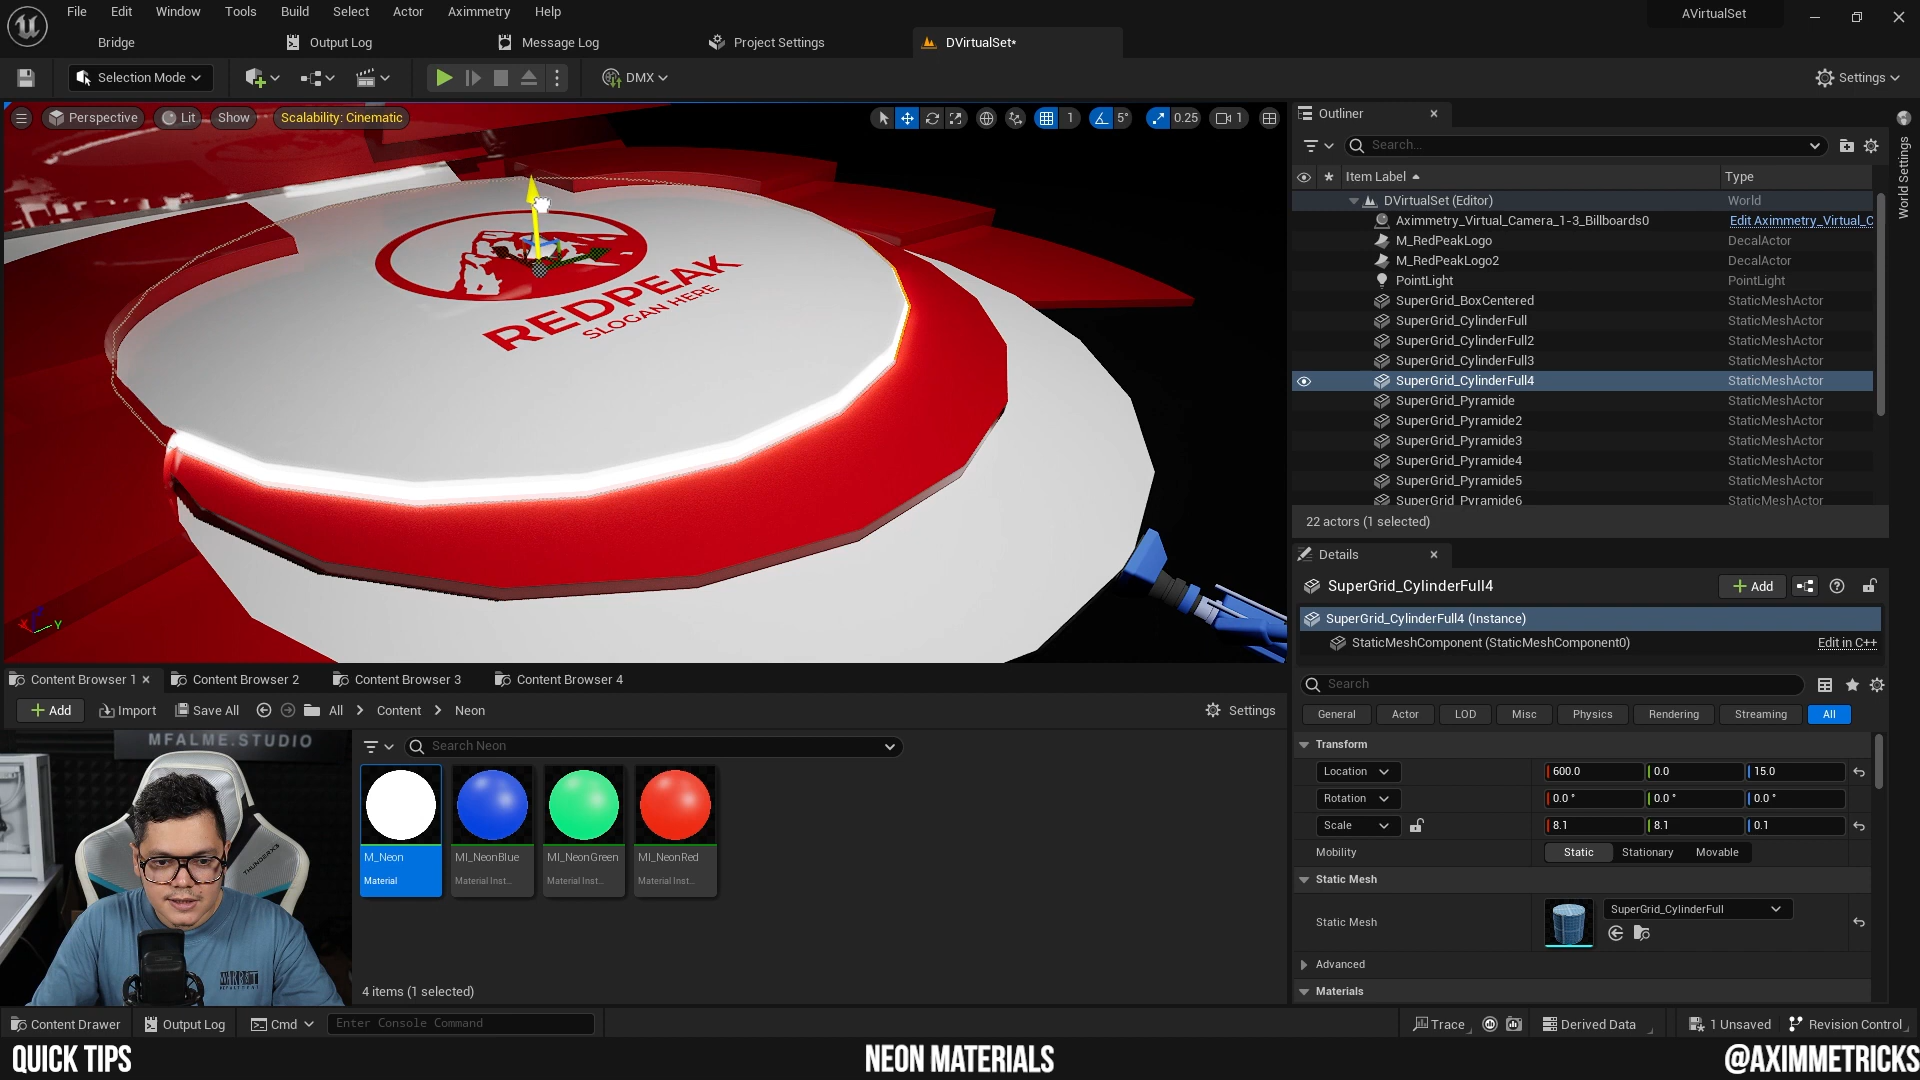 File Edit Window Tools Build Select Actor Aximmetry Help
AVirtualSet
Bridge
Output Log
Message Log
Project Settings
DVirtualSet*
Selection Mode
DMX
Settings
Perspective
Lit
Show
Scalability: Cinematic
1
5°
0.25
1
REDPEAK
SLOGAN HERE
Y
Outliner
World Settings
Search...
Item Label
Type
DVirtualSet (Editor) World
Aximmetry_Virtual_Camera_1-3_Billboards0 Edit Aximmetry_Virtual_C
M_RedPeakLogo DecalActor
M_RedPeakLogo2 DecalActor
PointLight PointLight
SuperGrid_BoxCentered StaticMeshActor
SuperGrid_CylinderFull StaticMeshActor
SuperGrid_CylinderFull2 StaticMeshActor
SuperGrid_CylinderFull3 StaticMeshActor
SuperGrid_CylinderFull4 StaticMeshActor
SuperGrid_Pyramide StaticMeshActor
SuperGrid_Pyramide2 StaticMeshActor
SuperGrid_Pyramide3 StaticMeshActor
SuperGrid_Pyramide4 StaticMeshActor
SuperGrid_Pyramide5 StaticMeshActor
SuperGrid_Pyramide6 StaticMeshActor
22 actors (1 selected)
Details
SuperGrid_CylinderFull4
Add
SuperGrid_CylinderFull4 (Instance)
StaticMeshComponent (StaticMeshComponent0) Edit in C++
Search
General Actor LOD Misc Physics Rendering Streaming All
Transform
Location 600.0 0.0 15.0
Rotation 0.0 ° 0.0 ° 0.0 °
Scale 8.1 8.1 0.1
Mobility Static Stationary Movable
Static Mesh
Static Mesh SuperGrid_CylinderFull
Advanced
Materials
Content Browser 1 Content Browser 2 Content Browser 3 Content Browser 4
Add Import Save All All Content Neon Settings
Search Neon
M_Neon
Material
MI_NeonBlue
Material Inst...
MI_NeonGreen
Material Inst...
MI_NeonRed
Material Inst...
4 items (1 selected)
MFALME.STUDIO
THUNDERX3
Content Drawer Output Log Cmd Enter Console Command Trace Derived Data 1 Unsaved Revision Control
QUICK TIPS
NEON MATERIALS
@AXIMMETRICKS